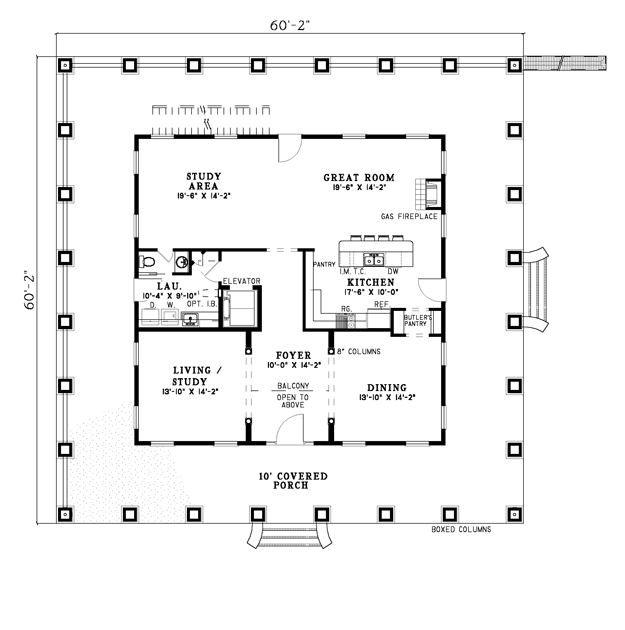 60'-2"
60'-2"
STUDY
AREA
19'-6" X 14'-2"
GREAT ROOM
19'-6" X 14'-2"
GAS FIREPLACE
PANTRY
I.M. T.C.
DW
KITCHEN
17'-6" X 10'-0"
RG.
REF.
BUTLER'S
PANTRY
ELEVATOR
LAU.
10'-4" X 9'-10"
D. W. OPT. I.B.
LIVING /
STUDY
13'-10" X 14'-2"
FOYER
10'-0" X 14'-2"
8" COLUMNS
BALCONY
OPEN TO
ABOVE
DINING
13'-10" X 14'-2"
10' COVERED
PORCH
BOXED COLUMNS